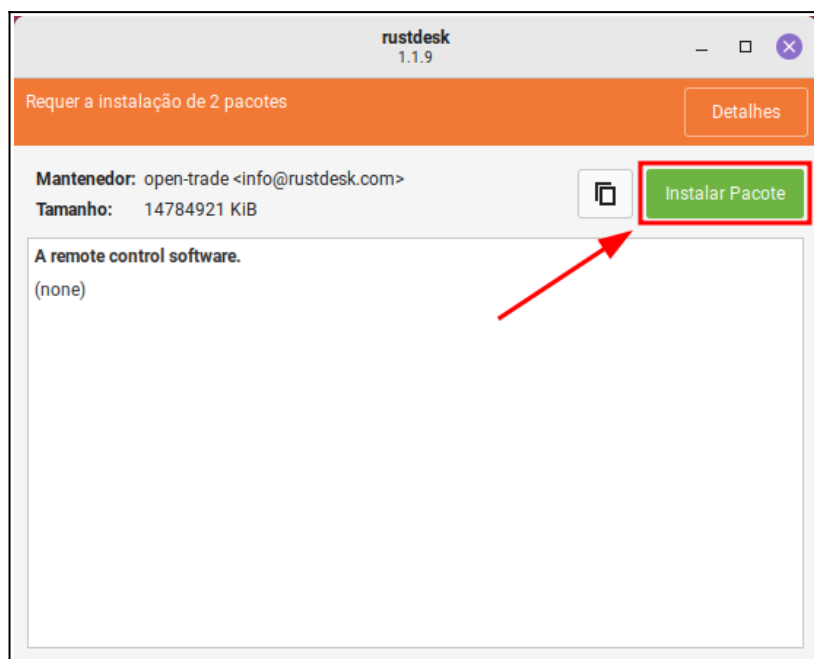 rustdesk
1.1.9
Requer a instalação de 2 pacotes
Detalhes
Mantenedor: open-trade <info@rustdesk.com>
Tamanho: 14784921 KiB
Instalar Pacote
A remote control software.
(none)